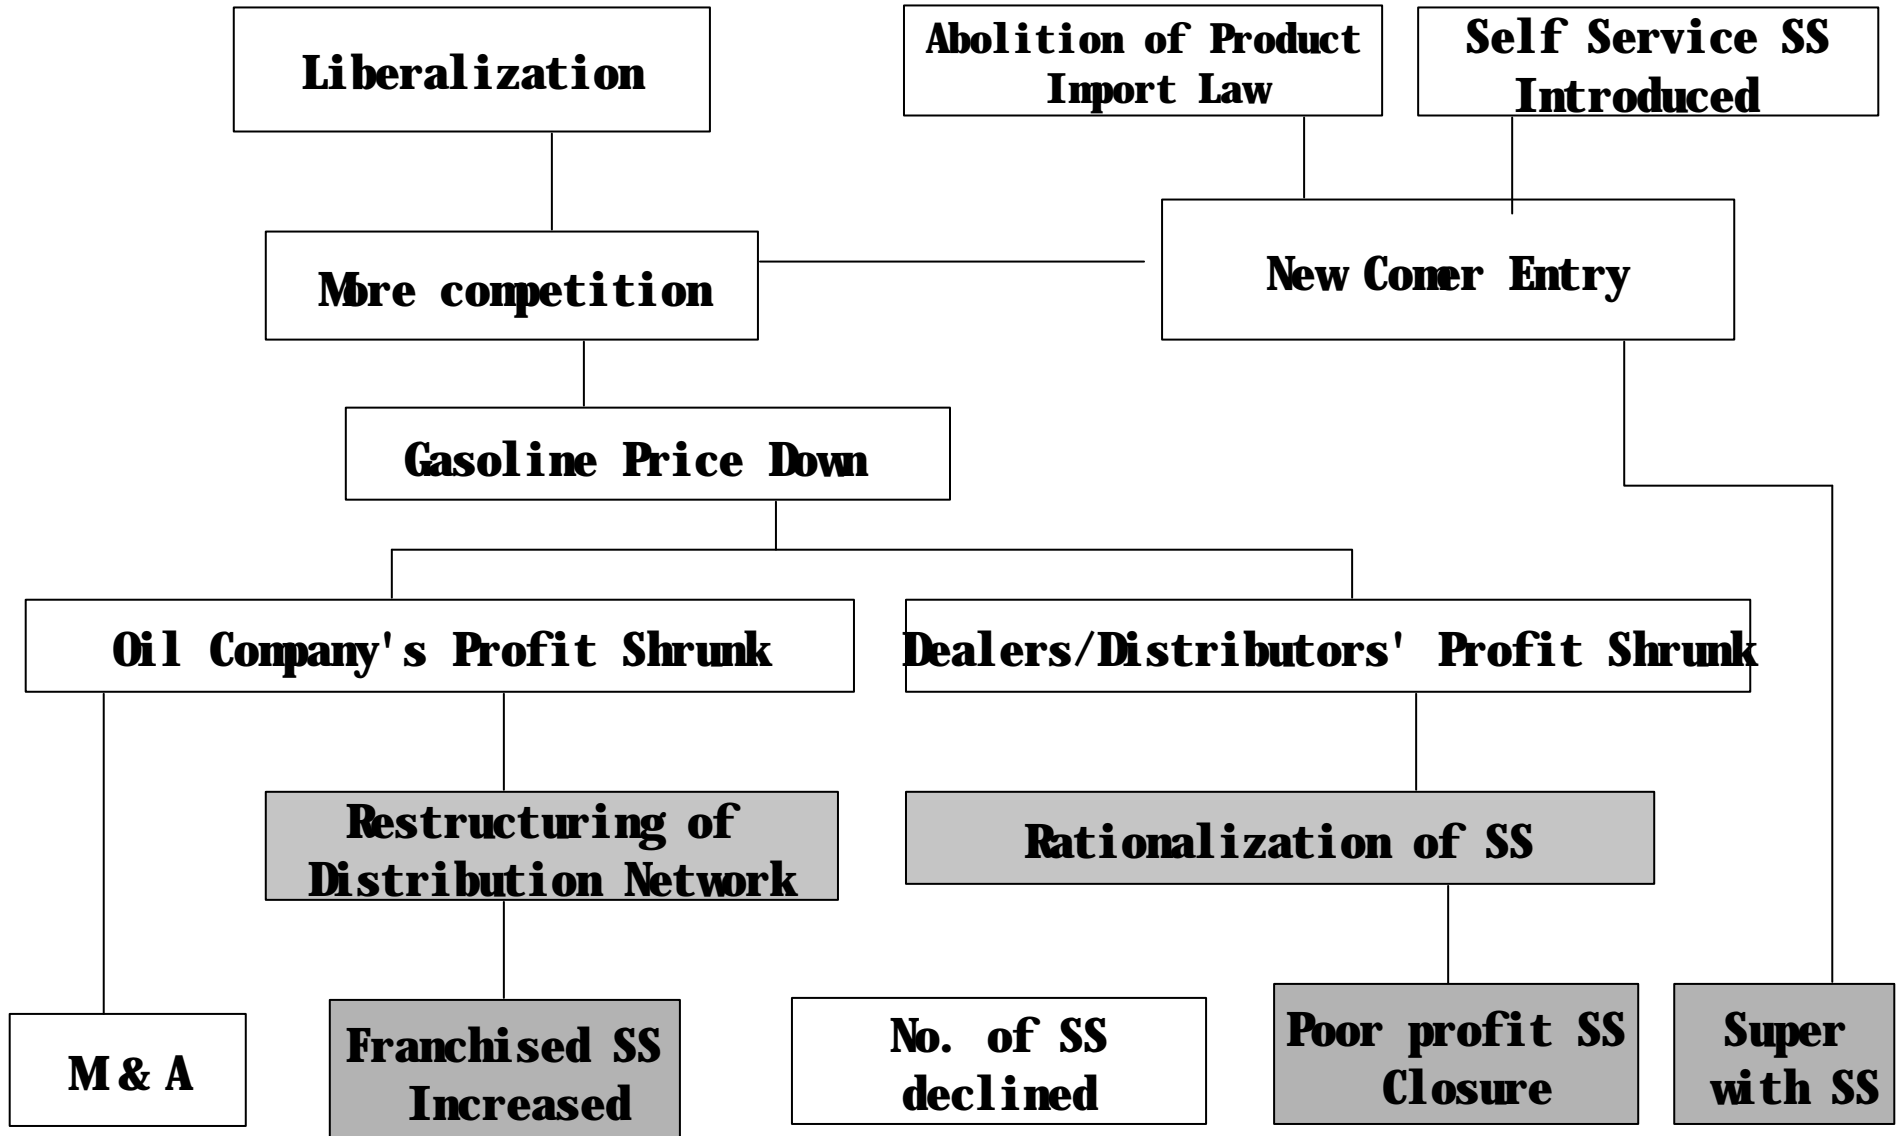 Liberalization
Abolition of Product
Import Law
Self Service SS
Introduced
More competition
New Comer Entry
Gasoline Price Down
Oil Company's Profit Shrunk
Dealers/Distributors' Profit Shrunk
Restructuring of
Distribution Network
Rationalization of SS
M & A
Franchised SS
Increased
No. of SS
declined
Poor profit SS
Closure
Super
with SS